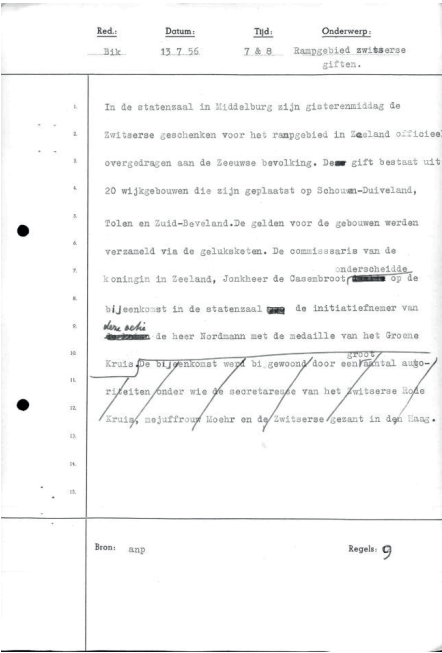 Red.: Datum: Tijd: Onderwerp:
Bik 13 7 56 7 & 8 Rampgebied zwitserse
giften.
1. In de statenzaal in Middelburg zijn gisterenmiddag de
2. Zwitserse geschenken voor het rampgebied in Zeeland officieel
3. overgedragen aan de Zeeuwse bevolking. De gift bestaat uit
4. 20 wijkgebouwen die zijn geplaatst op Schouwen-Duiveland,
5. Tolen en Zuid-Beveland.De gelden voor de gebouwen werden
6. verzameld via de geluksketen. De commissaris van de
onderscheidde
7. koningin in Zeeland, Jonkheer de Casembroot, op de
8. bijeenkomst in de statenzaal de initiatiefnemer van
dere actie
9. de heer Nordmann met de medaille van het Groene
groot
10. Kruis.De bijeenkomst werd bijgewoond door een aantal auto-
11. riteiten onder wie de secretaresse van het Zwitserse Rode
12. Kruis, mejuffrouw Moehr en de Zwitserse gezant in den Haag.
13.
14.
15.
Bron: anp Regels: 9